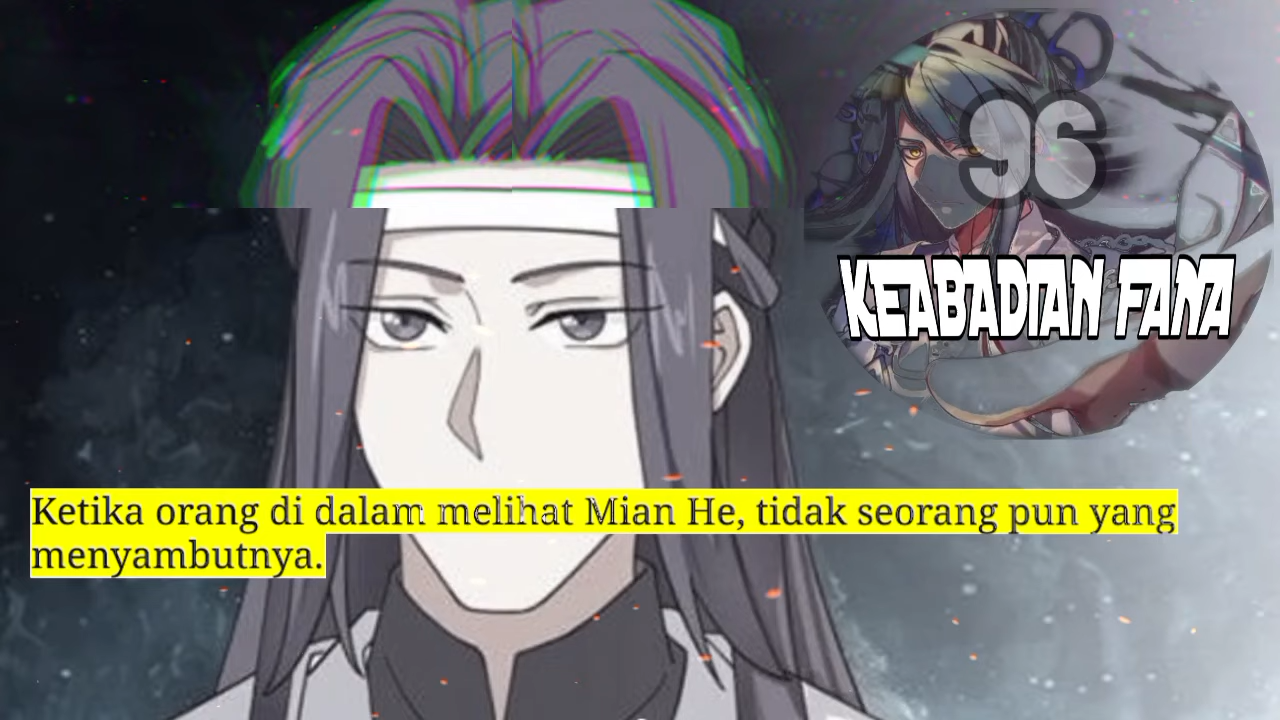 96
KEABADIAN FANA
Ketika orang di dalam melihat Mian He, tidak seorang pun yang
menyambutnya.